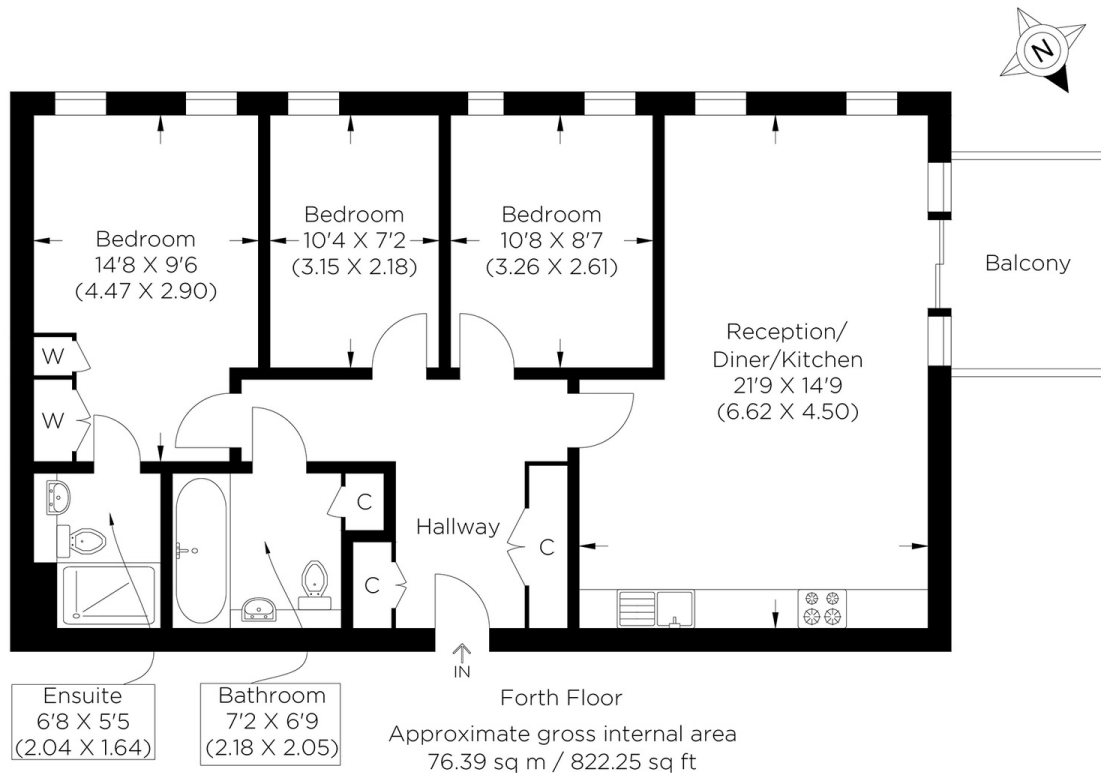 N
Bedroom
14'8 X 9'6
(4.47 X 2.90)
Bedroom
10'4 X 7'2
(3.15 X 2.18)
Bedroom
10'8 X 8'7
(3.26 X 2.61)
Balcony
Reception/
Diner/Kitchen
21'9 X 14'9
(6.62 X 4.50)
W
W
C
Hallway
C
C
IN
Ensuite
6'8 X 5'5
(2.04 X 1.64)
Bathroom
7'2 X 6'9
(2.18 X 2.05)
Forth Floor
Approximate gross internal area
76.39 sq m / 822.25 sq ft